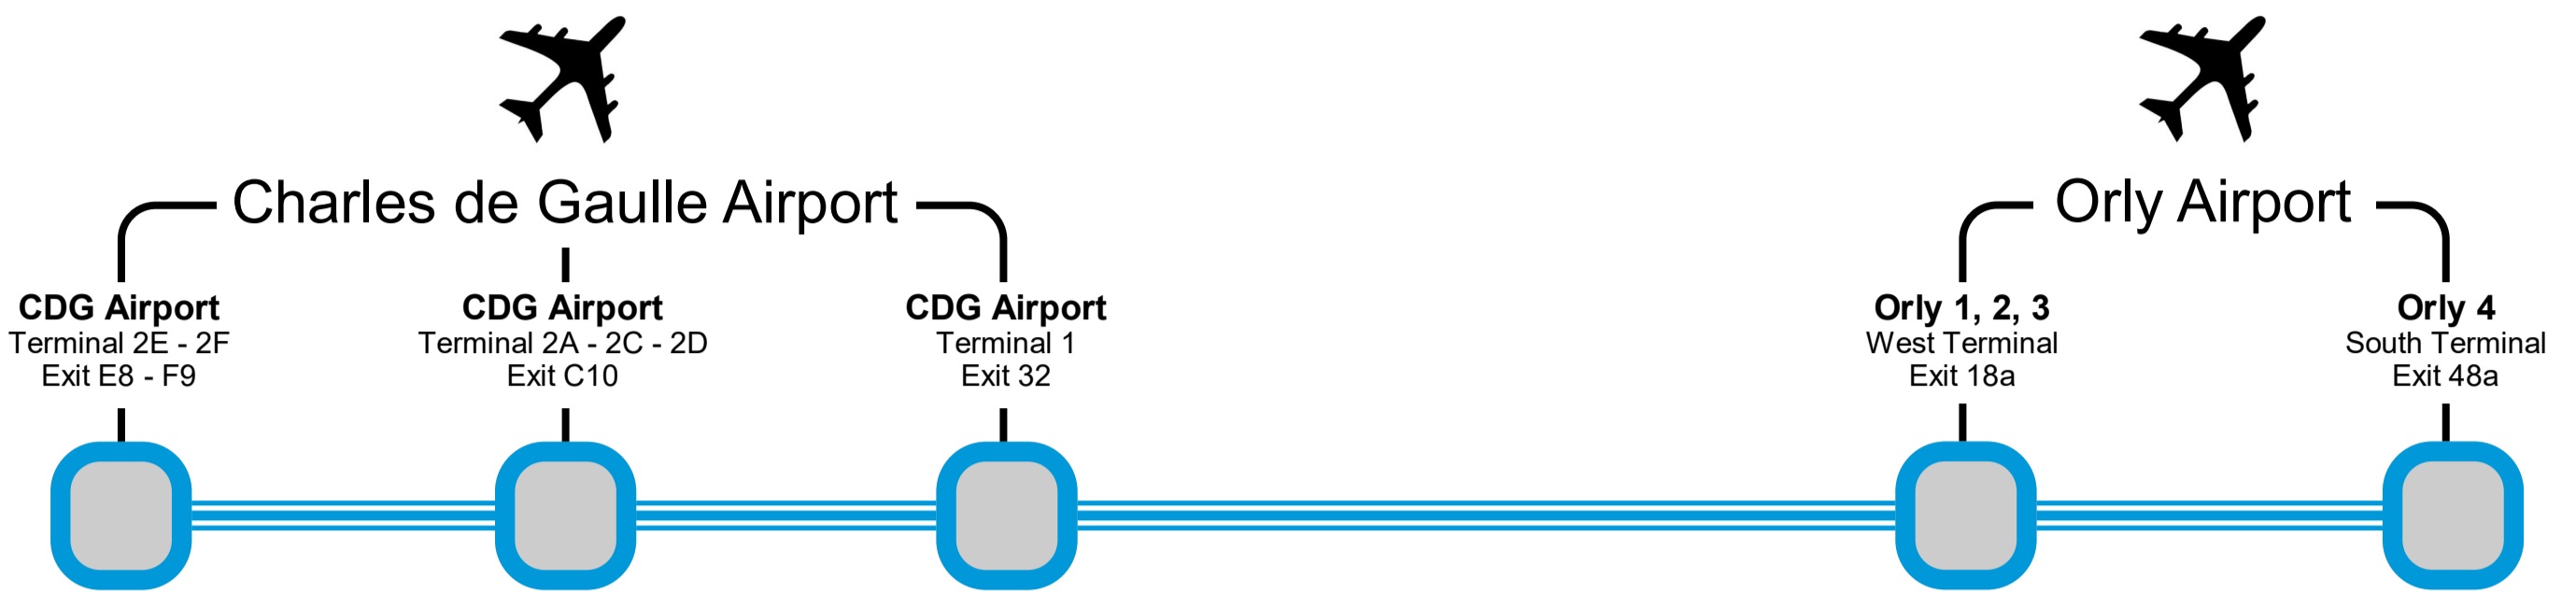 Charles de Gaulle Airport
Orly Airport
CDG Airport
Terminal 2E - 2F
Exit E8 - F9
CDG Airport
Terminal 2A - 2C - 2D
Exit C10
CDG Airport
Terminal 1
Exit 32
Orly 1, 2, 3
West Terminal
Exit 18a
Orly 4
South Terminal
Exit 48a